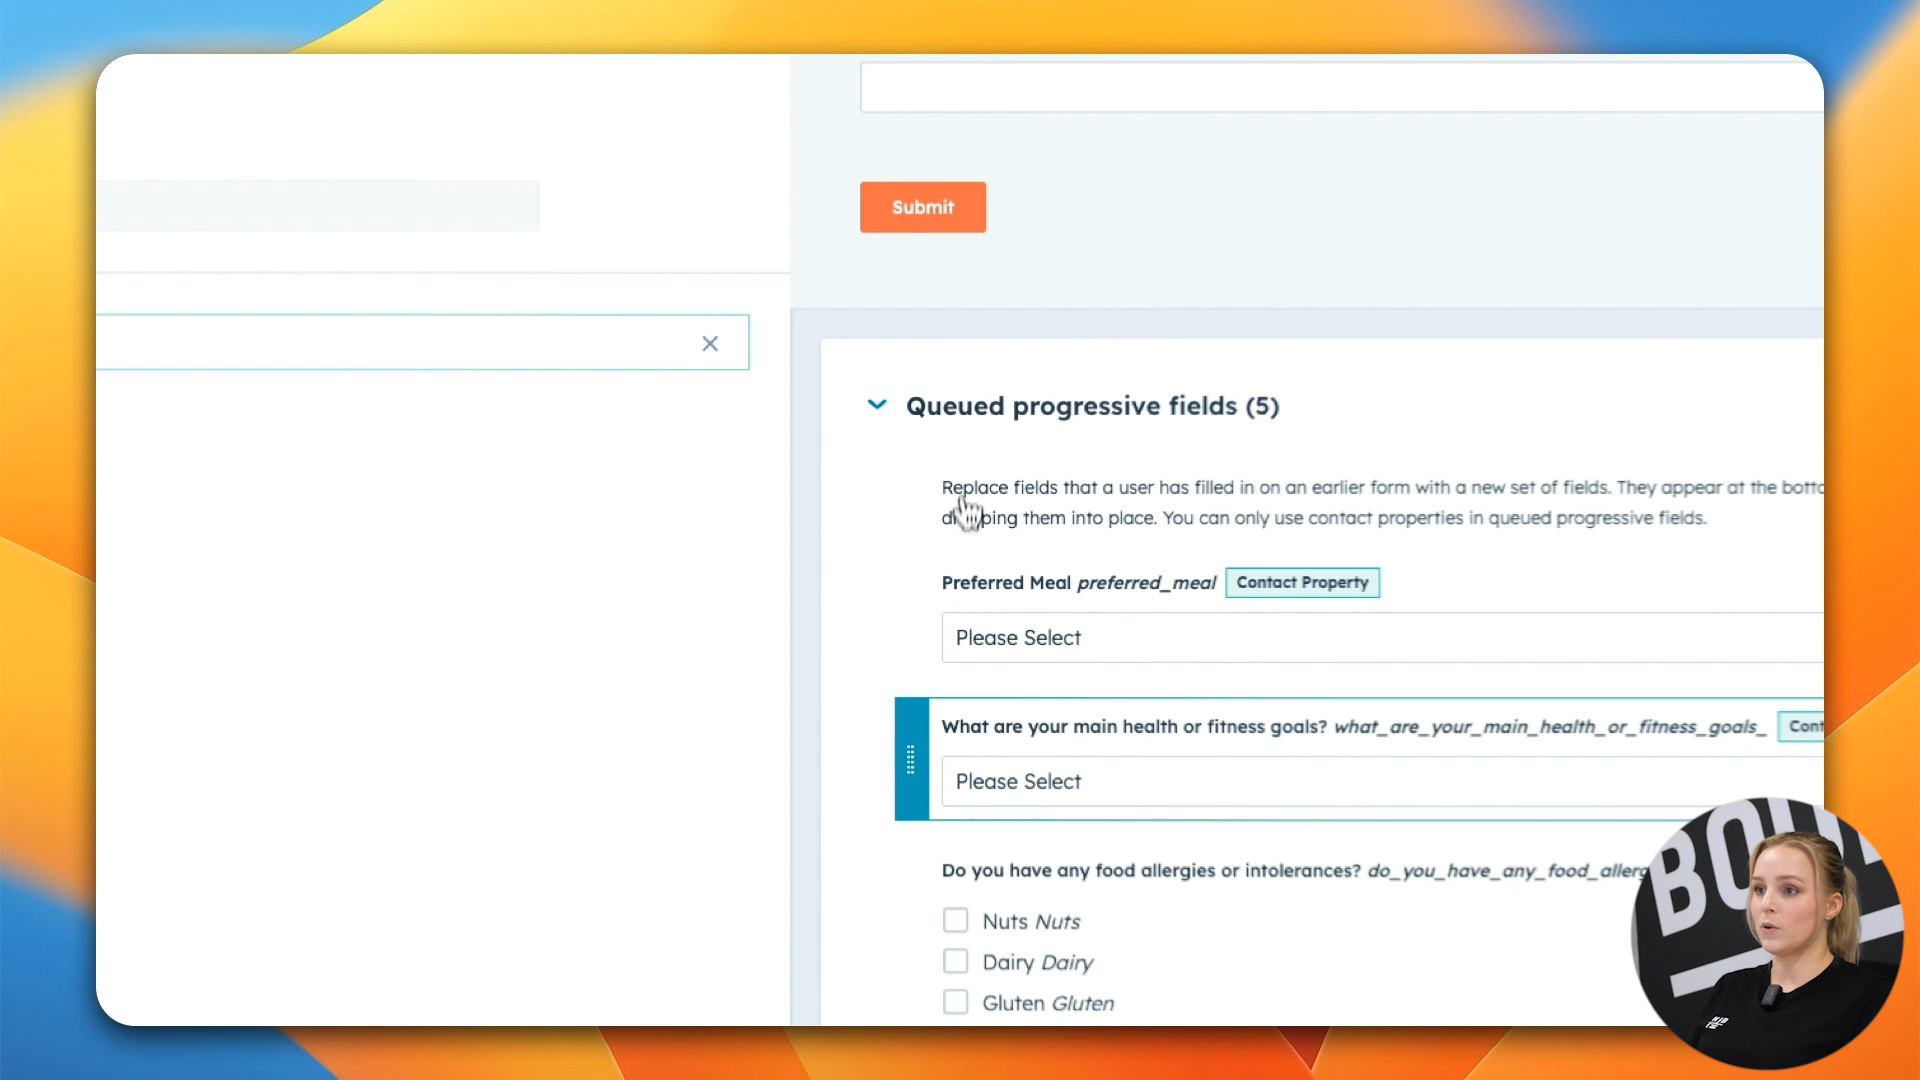 Submit
Queued progressive fields (5)
Replace fields that a user has filled in on an earlier form with a new set of fields. They appear at the
ping them into place. You can only use contact properties in queued progressive fields.
Preferred Meal preferred_meal Contact Property
Please Select
What are your main health or fitness goals? what_are_your_main_health_or_fitness_goals_ Cont
Please Select
Do you have any food allergies or intolerances? do_you_have_any_food_allerg
Nuts Nuts
Dairy Dairy
Gluten Gluten